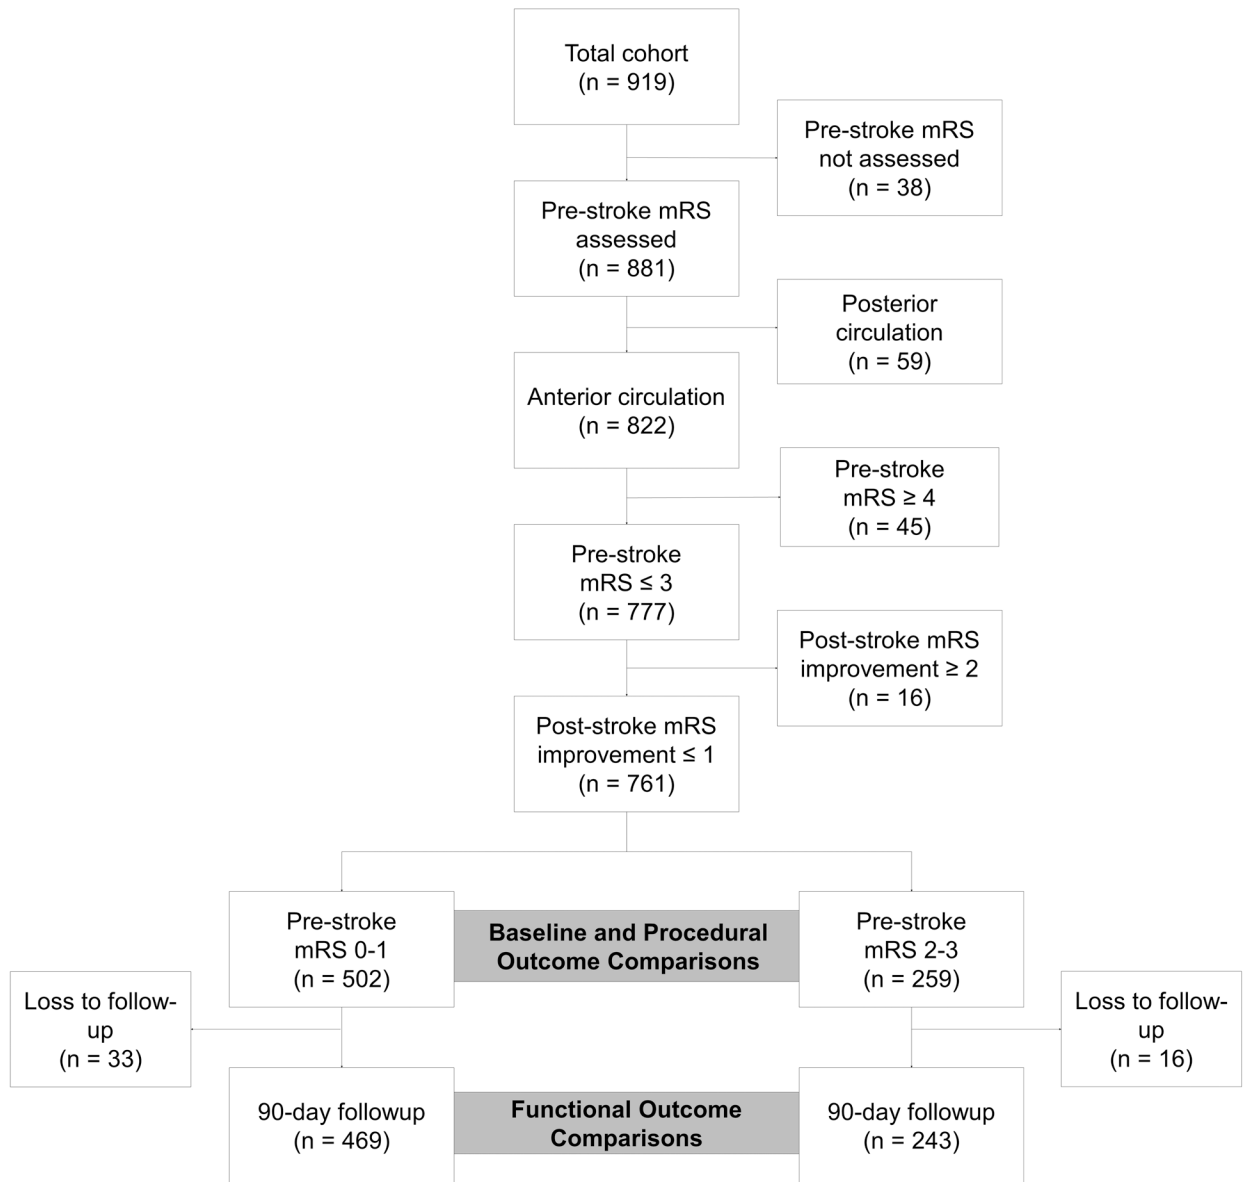 Total cohort
(n = 919)
Pre-stroke mRS
not assessed
(n = 38)
Pre-stroke mRS
assessed
(n = 881)
Posterior
circulation
(n = 59)
Anterior circulation
(n = 822)
Pre-stroke
mRS ≥ 4
(n = 45)
Pre-stroke
mRS ≤ 3
(n = 777)
Post-stroke mRS
improvement ≥ 2
(n = 16)
Post-stroke mRS
improvement ≤ 1
(n = 761)
Pre-stroke
mRS 0-1
(n = 502)
Baseline and Procedural
Outcome Comparisons
Pre-stroke
mRS 2-3
(n = 259)
Loss to follow-
up
(n = 33)
Loss to follow-
up
(n = 16)
90-day followup
(n = 469)
Functional Outcome
Comparisons
90-day followup
(n = 243)